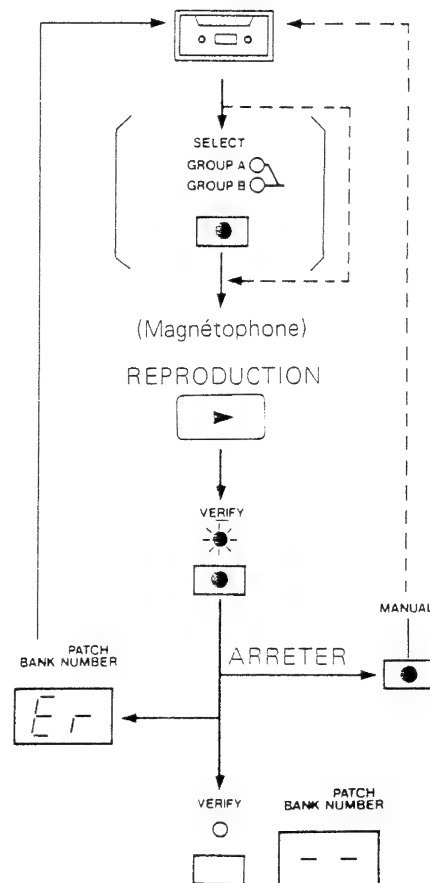 SELECT
GROUP A
GROUP B
(Magnétophone)
REPRODUCTION
VERIFY
MANUAL
ARRETER
PATCH
BANK NUMBER
Er
VERIFY
PATCH
BANK NUMBER
- -